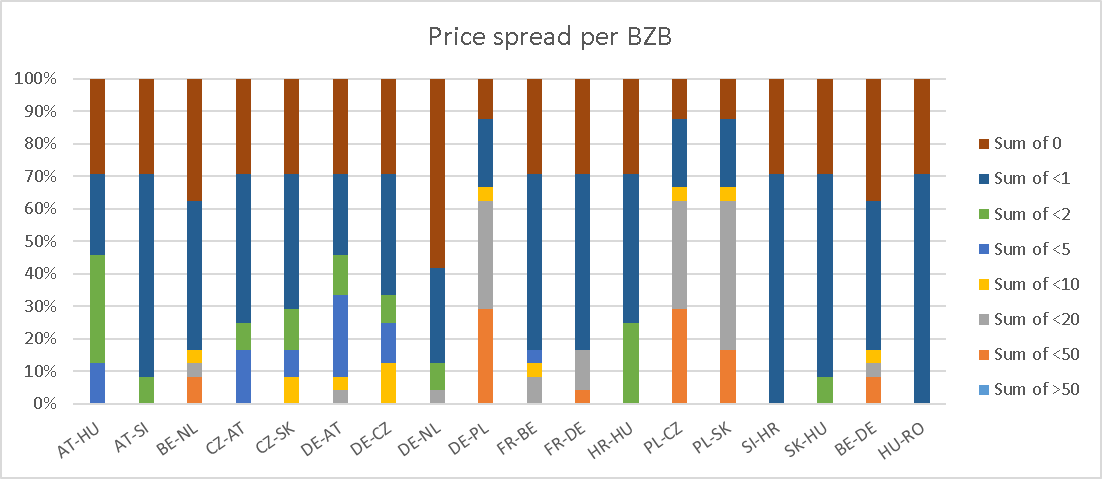 Price spread per BZB
100%
90%
80%
70%
60%
50%
40%
30%
20%
10%
0%
AT-HU
AT-SI
BE-NL
CZ-AT
CZ-SK
DE-AT
DE-CZ
DE-NL
DE-PL
FR-BE
FR-DE
HR-HU
PL-CZ
PL-SK
SI-HR
SK-HU
BE-DE
HU-RO
Sum of 0
Sum of <1
Sum of <2
Sum of <5
Sum of <10
Sum of <20
Sum of <50
Sum of >50